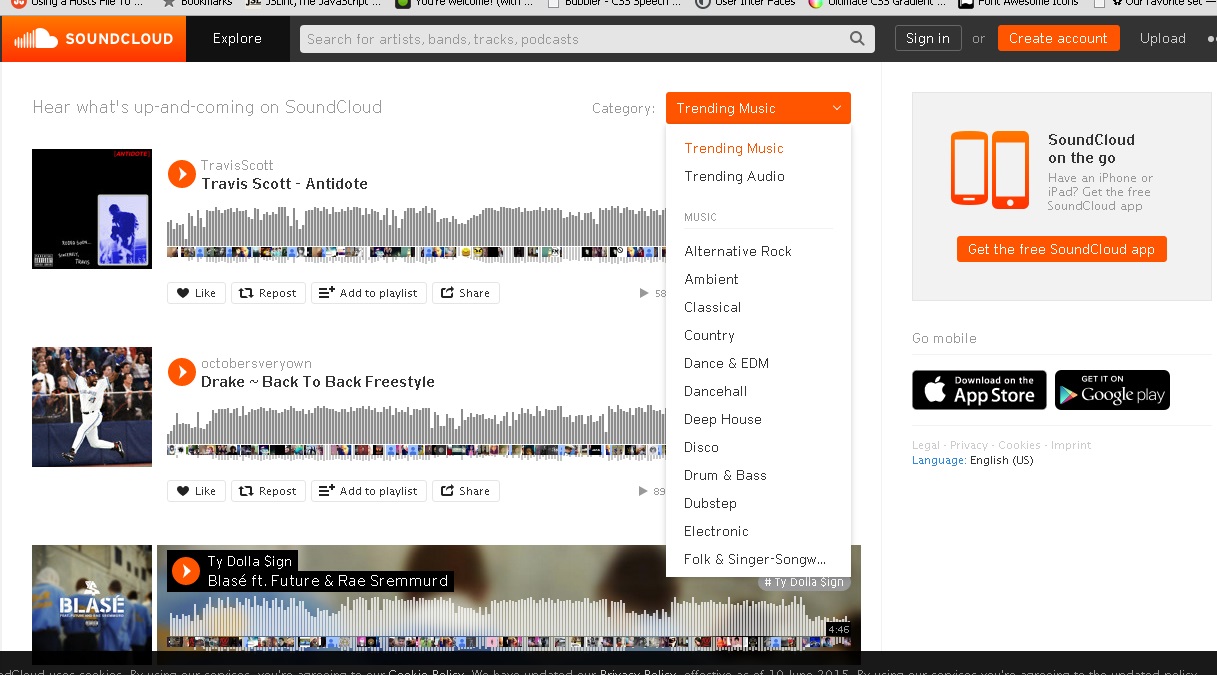 Using a Hosts File To ...
Bookmarks
JSLint,The JavaScript ...
You're welcome! (with ...
Bubbler - CSS Speech ...
User Inter Faces
Ultimate CSS Gradient ...
Font Awesome Icons
Our favorite set —
SOUNDCLOUD
Explore
Search for artists, bands, tracks, podcasts
Sign in or Create account Upload
Hear what's up-and-coming on SoundCloud
Category: Trending Music
Trending Music
Trending Audio
MUSIC
Alternative Rock
Ambient
Classical
Country
Dance & EDM
Dancehall
Deep House
Disco
Drum & Bass
Dubstep
Electronic
Folk & Singer-Songw...
[ANTIDOTE]
TravisScott
Travis Scott - Antidote
Like Repost Add to playlist Share 58
octobersveryown
Drake ~ Back To Back Freestyle
Like Repost Add to playlist Share 89
BLASÉ
Ty Dolla $ign
Blasé ft. Future & Rae Sremmurd
# Ty Dolla $ign
4:46
SoundCloud
on the go
Have an iPhone or
iPad? Get the free
SoundCloud app
Get the free SoundCloud app
Go mobile
Download on the
App Store
GET IT ON
Google play
Legal - Privacy - Cookies - Imprint
Language: English (US)
ndCloud uses cookies. By using our services, you're agreeing to our Cookie Policy. We have updated our Privacy Policy, effective as of 10 June 2015. By using our services you're agreeing to the updated policy.